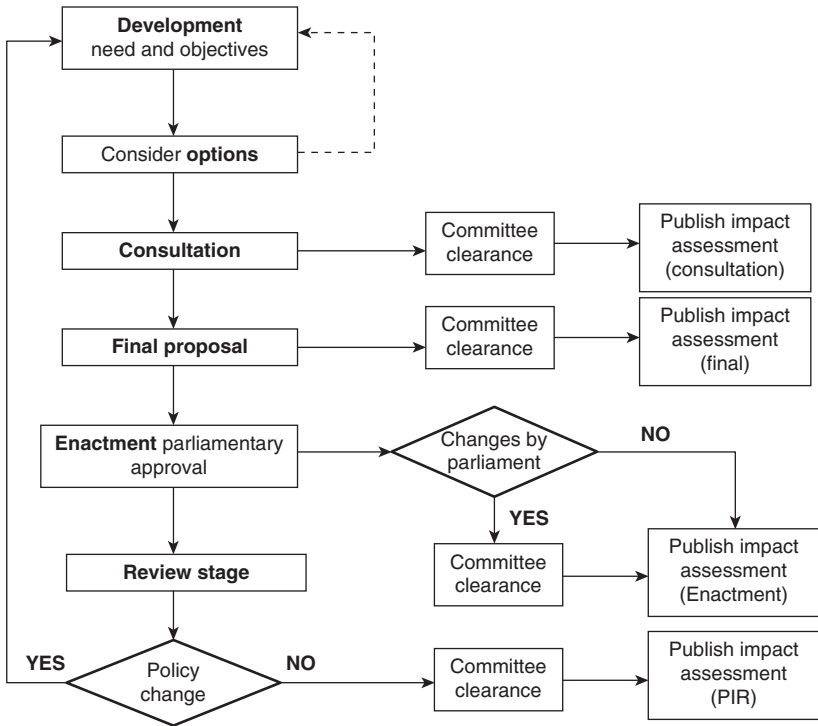 Development
need and objectives
Consider options
Consultation
Committee
clearance
Publish impact
assessment
(consultation)
Final proposal
Committee
clearance
Publish impact
assessment
(final)
Enactment parliamentary
approval
Changes by
parliament
NO
YES
Committee
clearance
Publish impact
assessment
(Enactment)
Review stage
YES
Policy
change
NO
Committee
clearance
Publish impact
assessment
(PIR)